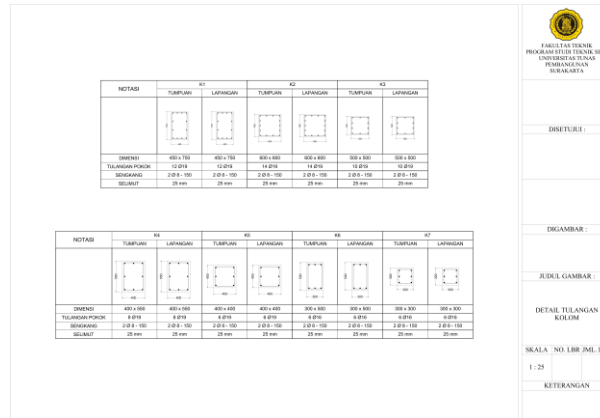 NOTASI K1 K2 K3
TUMPUAN LAPANGAN TUMPUAN LAPANGAN TUMPUAN LAPANGAN
DIMENSI 450 x 750 450 x 750 600 x 600 600 x 600 500 x 500 500 x 500
TULANGAN POKOK 12 Ø19 12 Ø19 14 Ø19 14 Ø19 10 Ø19 10 Ø19
SENGKANG 2 Ø 8 - 150 2 Ø 8 - 150 2 Ø 8 - 150 2 Ø 8 - 150 2 Ø 8 - 150 2 Ø 8 - 150
SELIMUT 25 mm 25 mm 25 mm 25 mm 25 mm 25 mm
NOTASI K4 K5 K6 K7
TUMPUAN LAPANGAN TUMPUAN LAPANGAN TUMPUAN LAPANGAN TUMPUAN LAPANGAN
DIMENSI 400 x 550 400 x 550 400 x 400 400 x 400 300 x 500 300 x 500 300 x 300 300 x 300
TULANGAN POKOK 8 Ø19 8 Ø19 6 Ø19 6 Ø19 6 Ø16 6 Ø16 6 Ø16 6 Ø16
SENGKANG 2 Ø 8 - 150 2 Ø 8 - 150 2 Ø 8 - 150 2 Ø 8 - 150 2 Ø 8 - 150 2 Ø 8 - 150 2 Ø 8 - 150 2 Ø 8 - 150
SELIMUT 25 mm 25 mm 25 mm 25 mm 25 mm 25 mm 25 mm 25 mm
FAKULTAS TEKNIK
PROGRAM STUDI TEKNIK
UNIVERSITAS TUNAS
PEMBANGUNAN
SURAKARTA
DISETUJUI :
DIGAMBAR :
JUDUL GAMBAR :
DETAIL TULANGAN
KOLOM
SKALA NO. LBR JML.
1 : 25
KETERANGAN